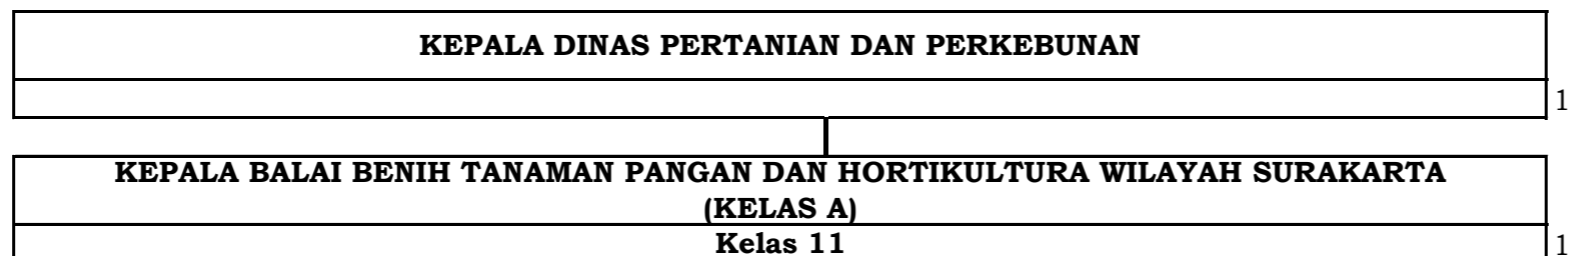 KEPALA DINAS PERTANIAN DAN PERKEBUNAN
1
KEPALA BALAI BENIH TANAMAN PANGAN DAN HORTIKULTURA WILAYAH SURAKARTA
(KELAS A)
Kelas 11
1